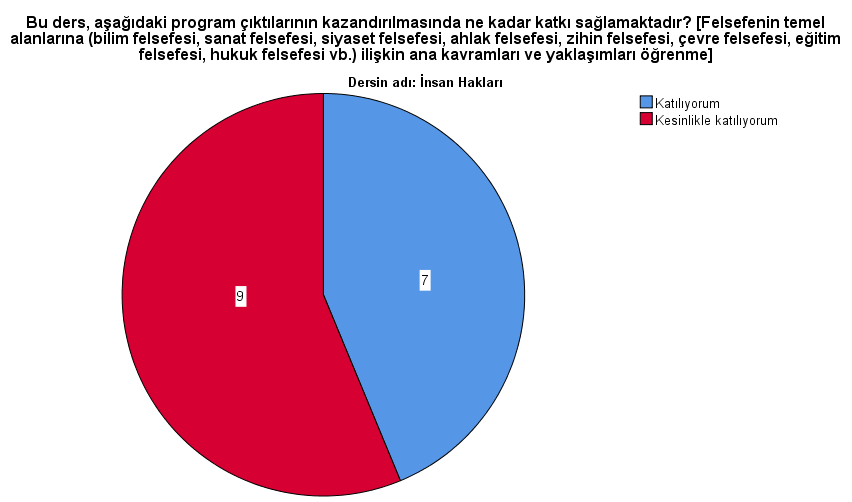 Bu ders, aşağıdaki program çıktılarının kazandırılmasında ne kadar katkı sağlamaktadır? [Felsefenin temel
alanlarına (bilim felsefesi, sanat felsefesi, siyaset felsefesi, ahlak felsefesi, zihin felsefesi, çevre felsefesi, eğitim
felsefesi, hukuk felsefesi vb.) ilişkin ana kavramları ve yaklaşımları öğrenme]
Dersin adı: İnsan Hakları
Katılıyorum
Kesinlikle katılıyorum
7
9